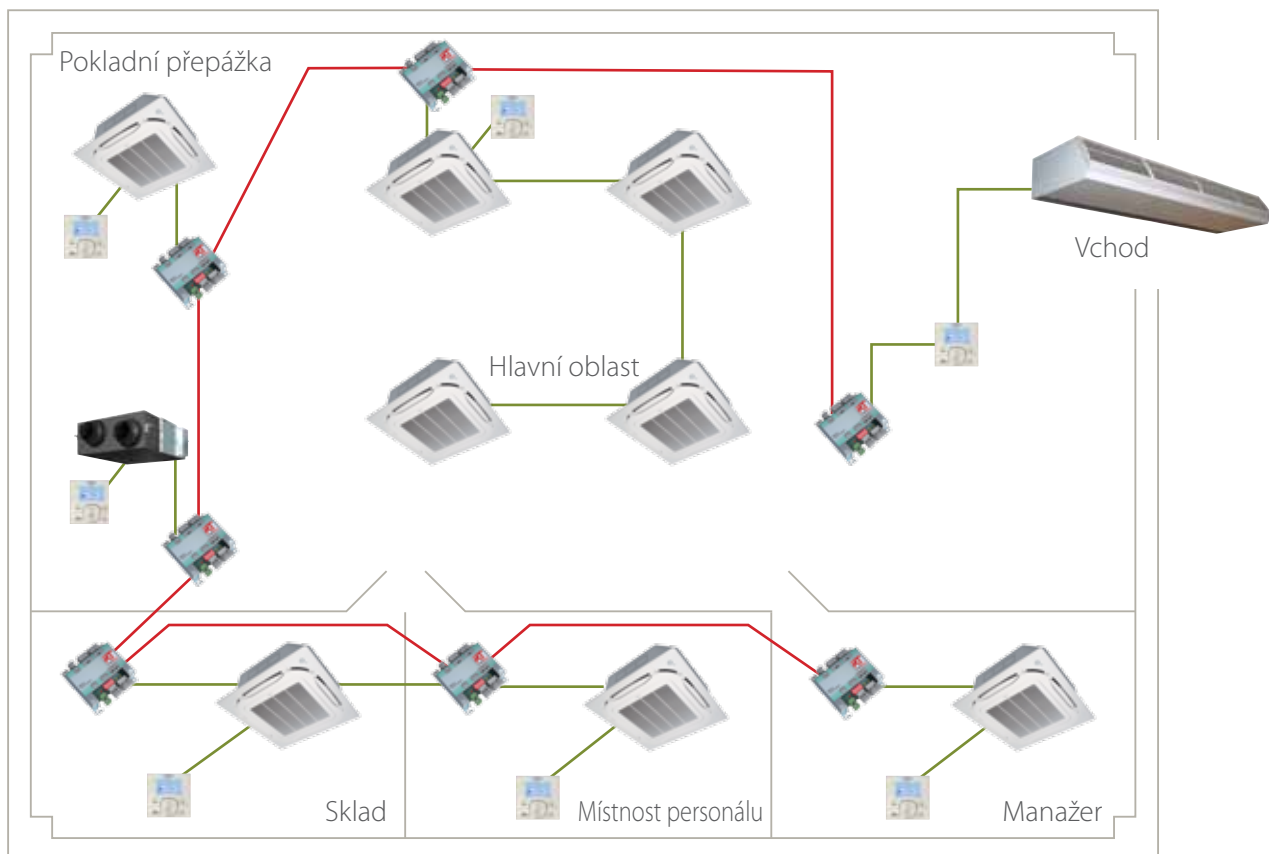 Pokladní přepážka
Vchod
Hlavní oblast
Sklad
Místnost personálu
Manažer